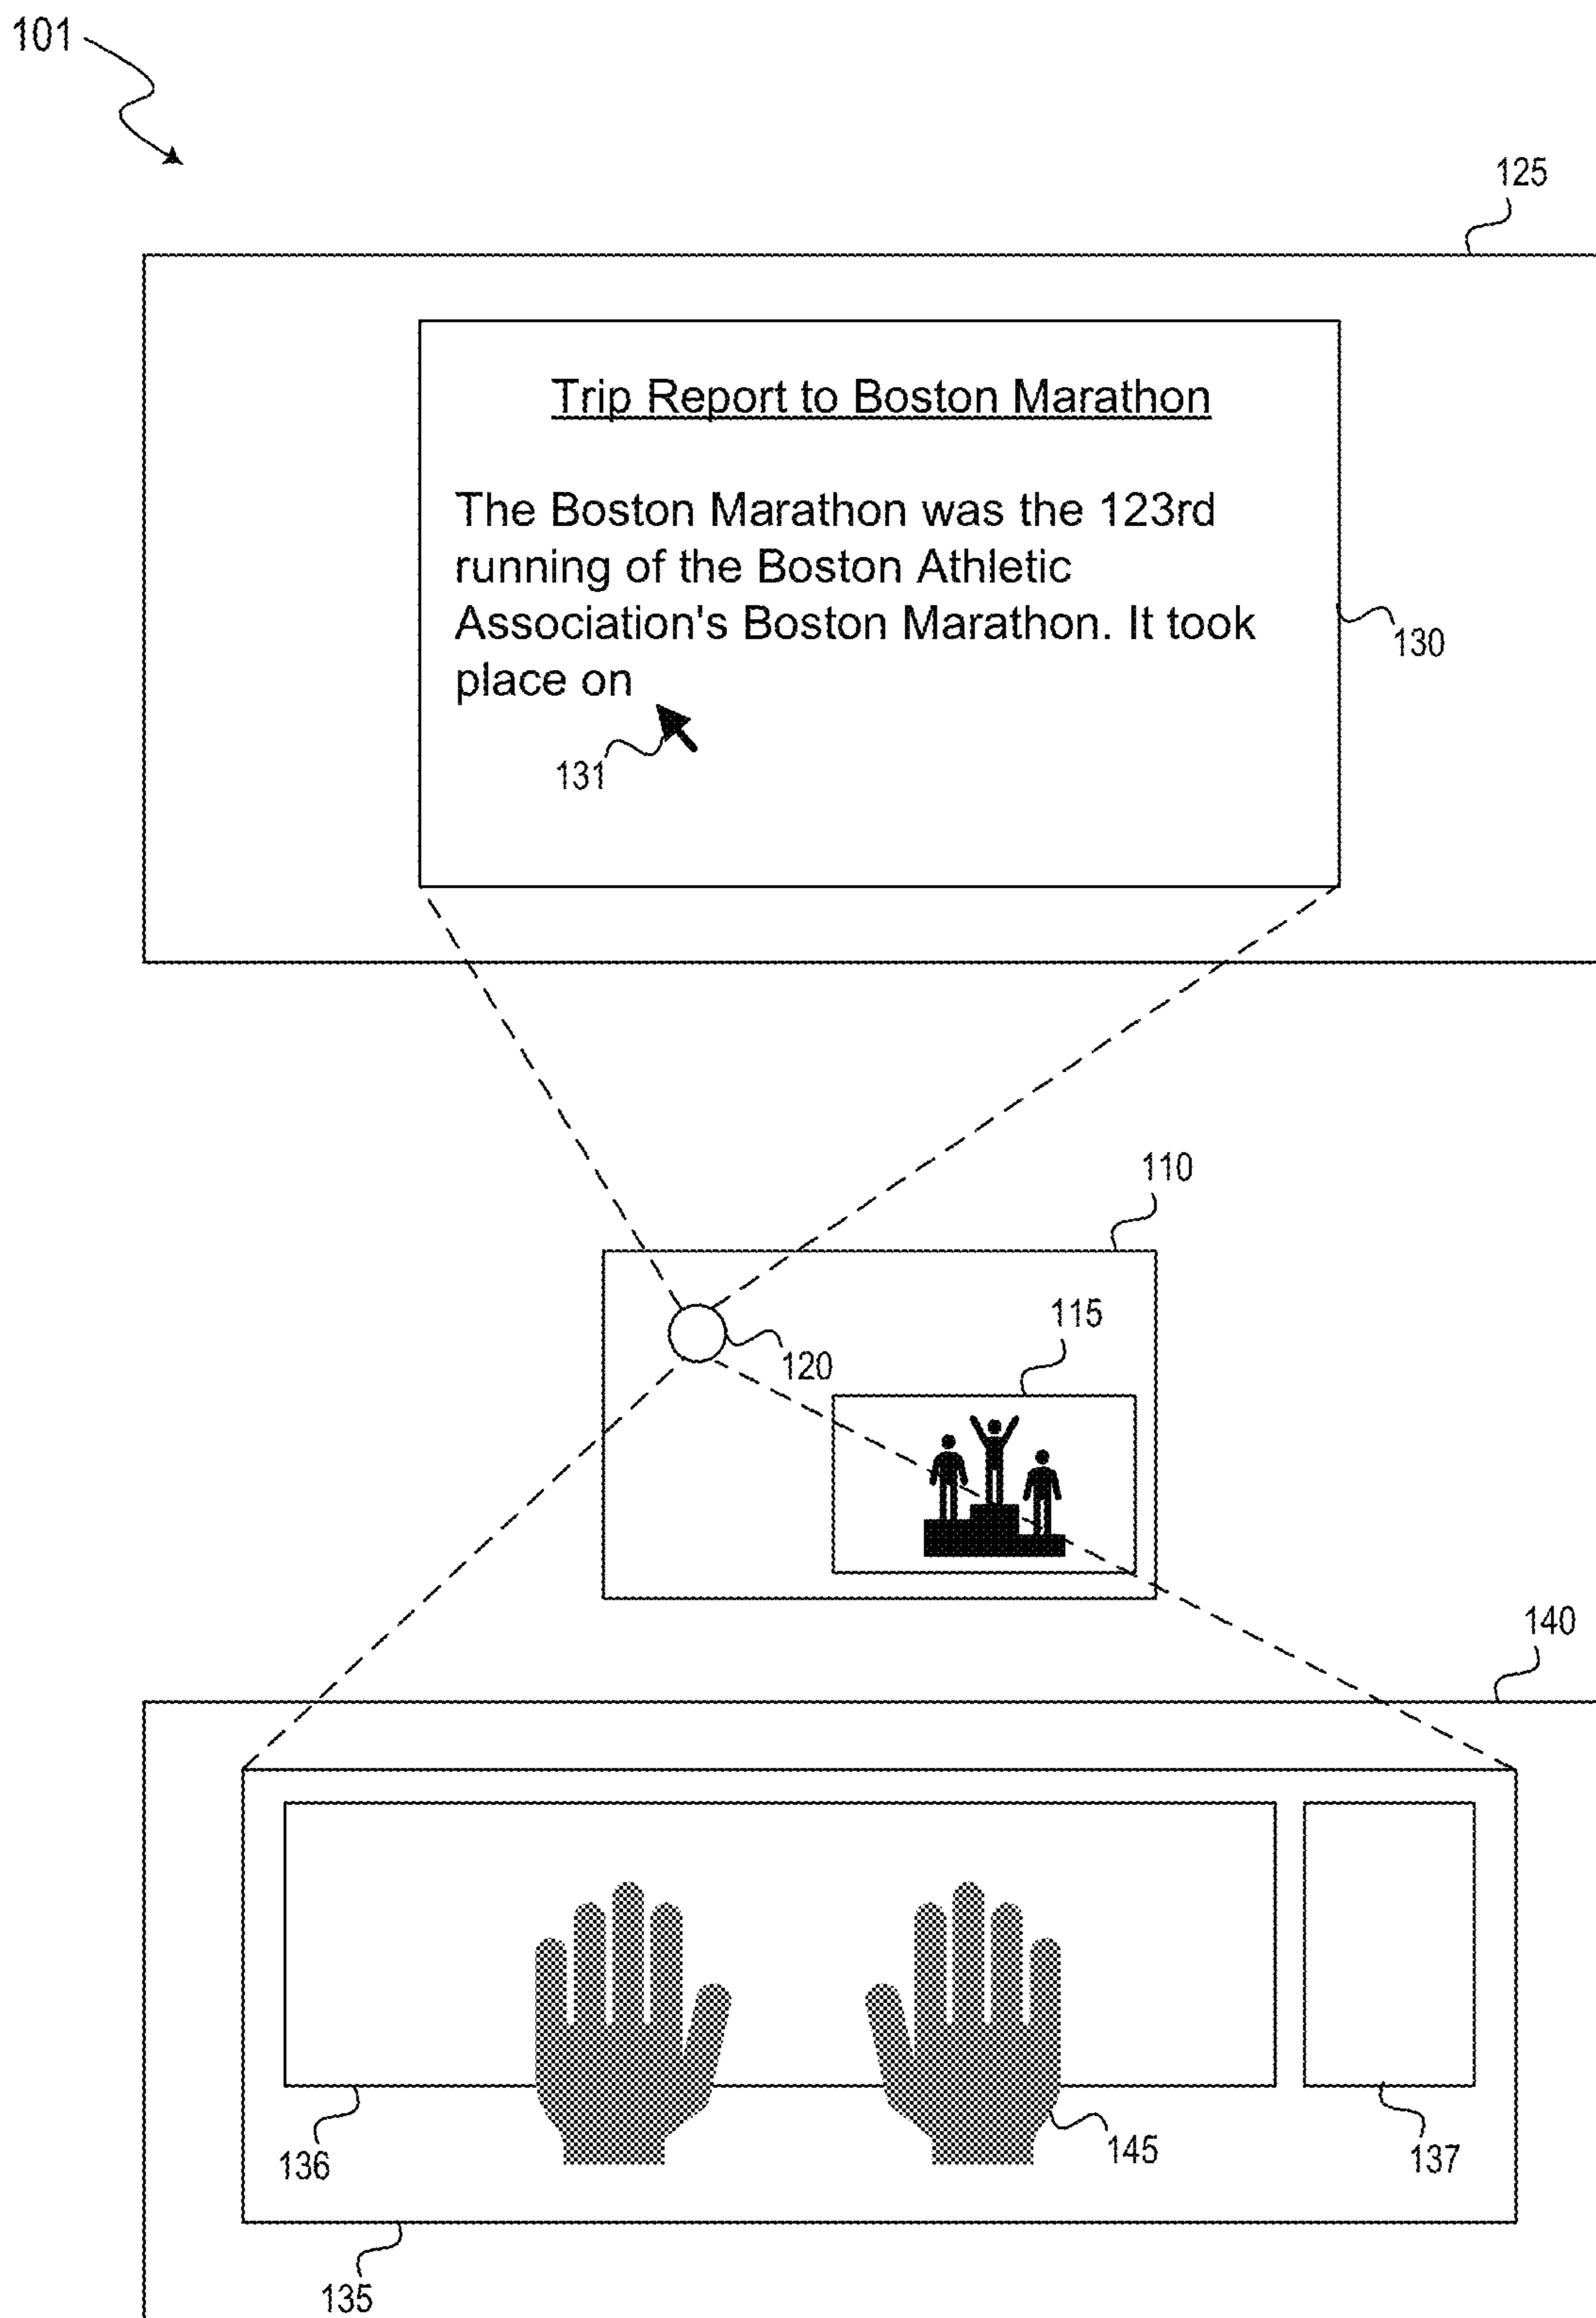 101
125
Trip Report to Boston Marathon
The Boston Marathon was the 123rd
running of the Boston Athletic
Association's Boston Marathon. It took
place on
130
131
110
115
120
140
136
145
137
135